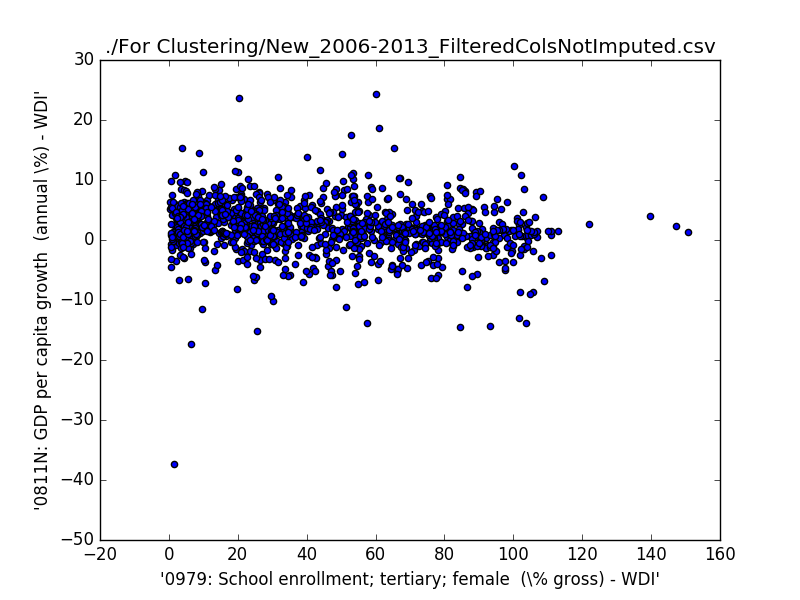 ./For Clustering/New_2006-2013_FilteredColsNotImputed.csv
30
20
10
0
−10
−20
−30
−40
−50
'0811N: GDP per capita growth  (annual \%) - WDI'
−20 0 20 40 60 80 100 120 140 160
'0979: School enrollment; tertiary; female  (\% gross) - WDI'